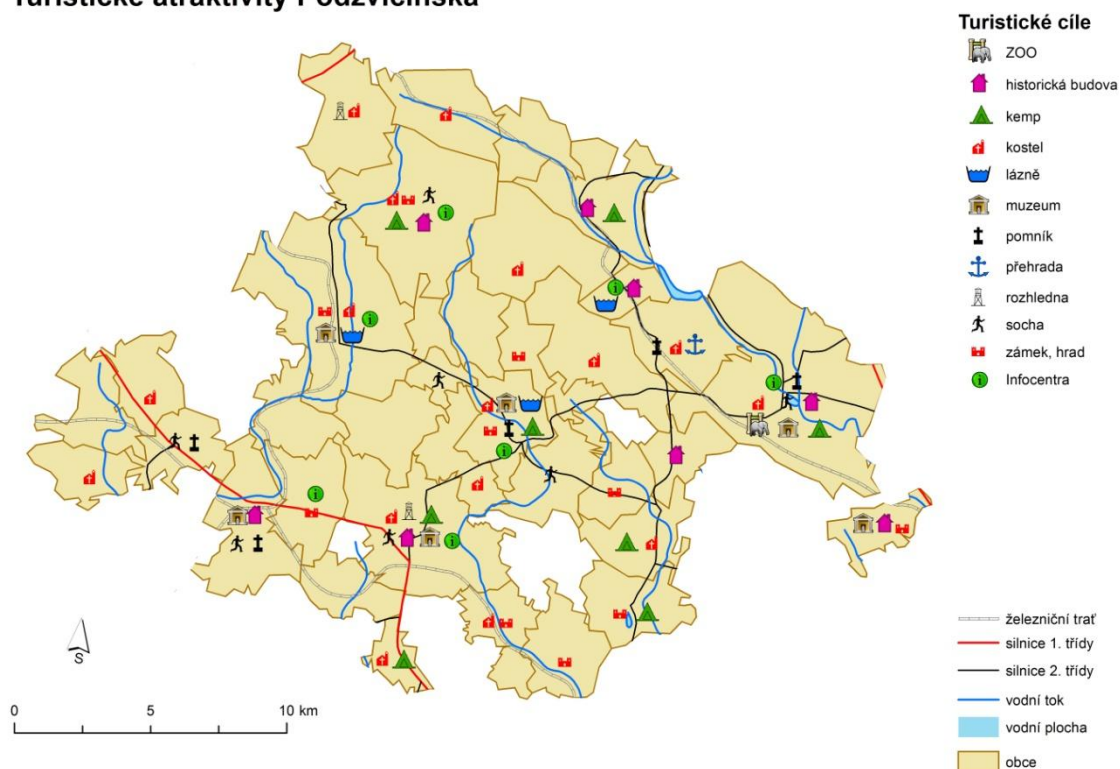 Turistické atraktivity Podzvičinska
Turistické cíle
ZOO
historická budova
kemp
kostel
lázně
muzeum
pomník
přehrada
rozhledna
socha
zámek, hrad
Infocentra
železniční trať
silnice 1. třídy
silnice 2. třídy
vodní tok
vodní plocha
obce
S
0 5 10 km